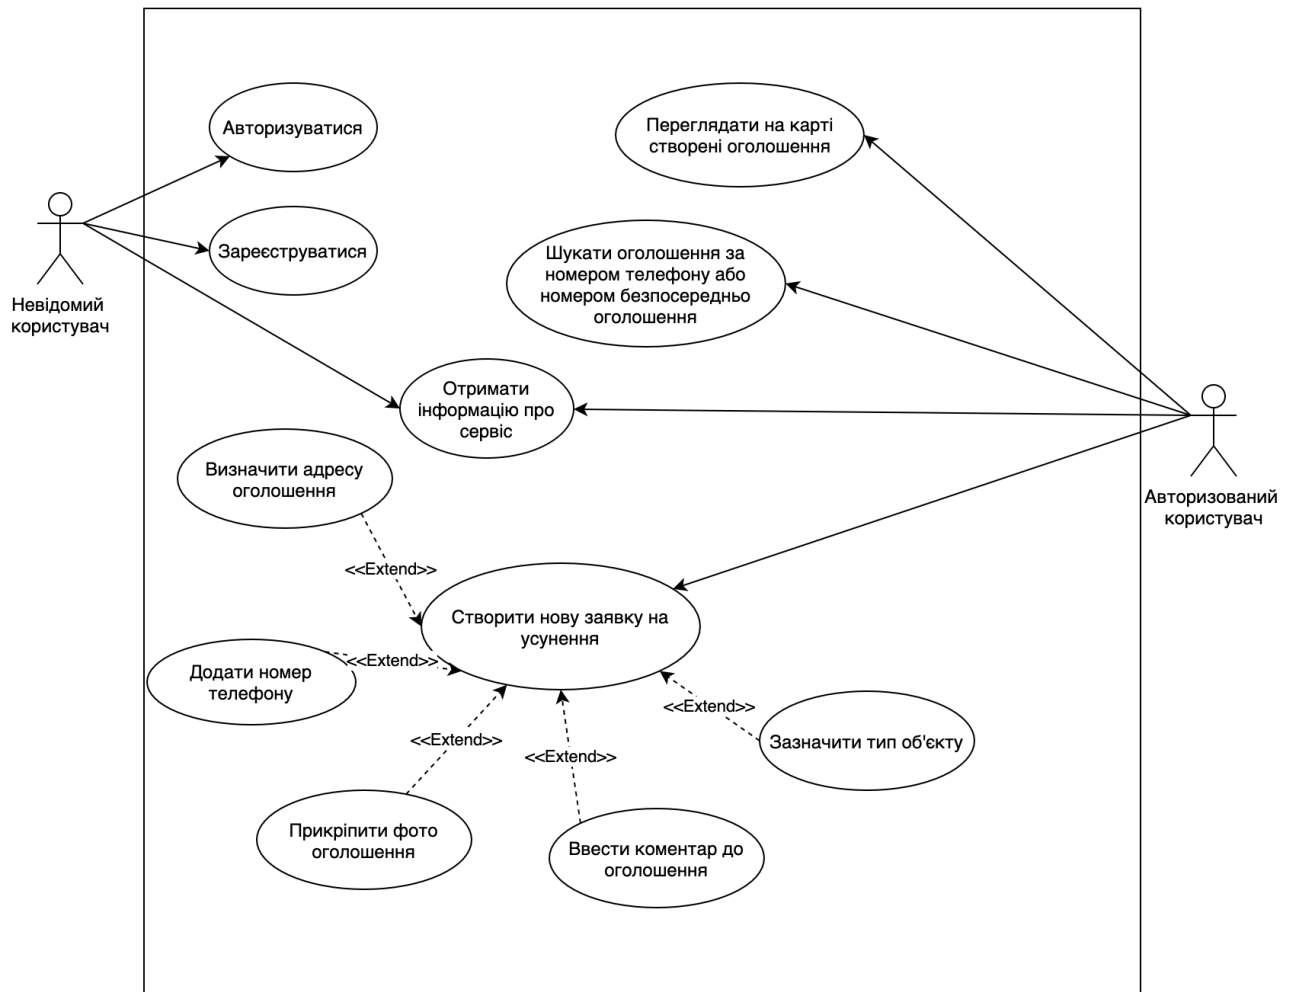 Авторизуватися
Переглядати на карті
створені оголошення
Зареєструватися
Невідомий
користувач
Шукати оголошення за
номером телефону або
номером безпосередньо
оголошення
Отримати
інформацію про
сервіс
Авторизований
користувач
Визначити адресу
оголошення
<<Extend>>
Створити нову заявку на
усунення
Додати номер
телефону
<<Extend>>
<<Extend>>
<<Extend>>
<<Extend>>
Зазначити тип об'єкту
Прикріпити фото
оголошення
Ввести коментар до
оголошення